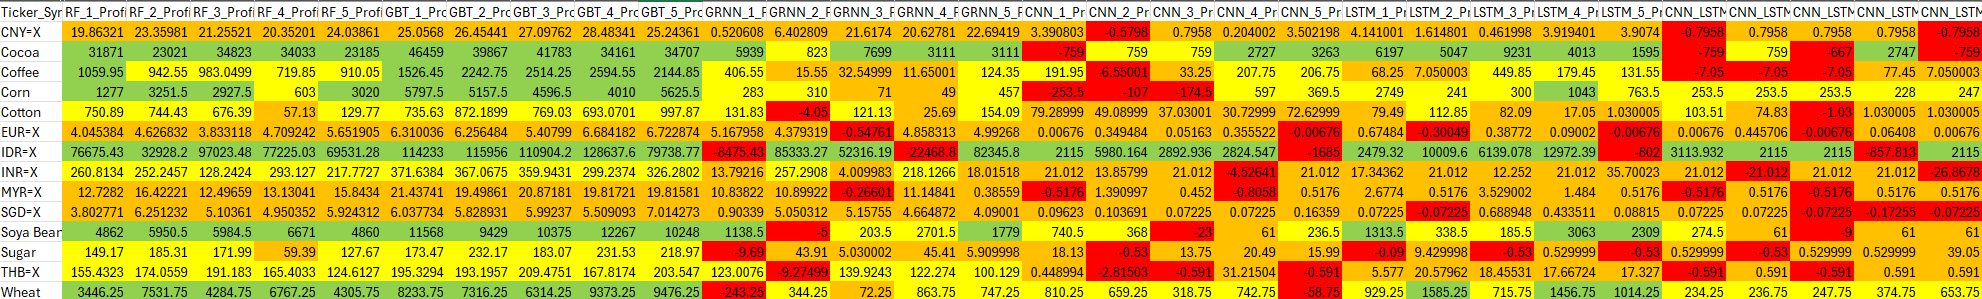 Ticker_Syr RF_1_Profi RF_2_Profi RF_3_Profi RF_4_Profi RF_5_Profi GBT_1_Pro GBT_2_Pro GBT_3_Pro GBT_4_Pro GBT_5_Pro GRNN_1_P GRNN_2_P GRNN_3_P GRNN_4_P GRNN_5_P CNN_1_Pr CNN_2_Pr CNN_3_Pr CNN_4_Pr CNN_5_Pr LSTM_1_Pr LSTM_2_Pr LSTM_3_Pr LSTM_4_Pr LSTM_5_Pr CNN_LSTM CNN_LSTM CNN_LSTM CNN_LSTM CNN_LSTM
CNY=X 19.86321 23.35981 21.25521 20.35201 24.03861 25.0568 26.45441 27.09762 28.48341 25.24361 0.520608 6.402809 21.6174 20.62781 22.69419 3.390803 -0.5798 0.7958 0.204002 3.502198 4.141001 1.614801 0.461998 3.919401 3.9074 -0.7958 0.7958 0.7958 0.7958 -0.7958
Cocoa 31871 23021 34823 34033 23185 46459 39867 41783 34161 34707 5939 823 7699 3111 3111 -759 759 759 2727 3263 6197 5047 9231 4013 1595 -759 759 -667 2747 -759
Coffee 1059.95 942.55 983.0499 719.85 910.05 1526.45 2242.75 2514.25 2594.55 2144.85 406.55 15.55 32.54999 11.65001 124.35 191.95 -6.55001 33.25 207.75 206.75 68.25 7.050003 449.85 179.45 131.55 -7.05 -7.05 -7.05 77.45 7.050003
Corn 1277 3251.5 2927.5 603 3020 5797.5 5157.5 4596.5 4010 5625.5 283 310 71 49 457 -253.5 -107 -174.5 597 369.5 2749 241 300 1043 763.5 253.5 253.5 253.5 228 247
Cotton 750.89 744.43 676.39 57.13 129.77 735.63 872.1899 769.03 693.0701 997.87 131.83 -4.05 121.13 25.69 154.09 79.28999 49.08999 37.03001 30.72999 72.62999 79.49 112.85 82.09 17.05 1.030005 103.51 74.83 -1.03 1.030005 1.030005
EUR=X 4.045384 4.626832 3.833118 4.709242 5.651905 6.310036 6.256484 5.40799 6.684182 6.722874 5.167958 4.379319 -0.54761 4.858313 4.99268 0.00676 0.349484 0.05163 0.355522 -0.00676 0.67484 -0.30049 0.38772 0.09002 -0.00676 0.00676 0.445706 -0.00676 0.06408 0.00676
IDR=X 76675.43 32928.2 97023.48 77225.03 69531.28 114233 115956 110904.2 128637.6 79738.77 -8475.43 85333.27 52316.19 -22468.8 82345.8 2115 5980.164 2892.936 2824.547 -1685 2479.32 10009.6 6139.078 12972.39 -802 3113.932 2115 2115 -857.813 2115
INR=X 260.8134 252.2457 128.2424 293.127 217.7727 371.6384 367.0675 359.9431 299.2374 326.2802 13.79216 257.2908 4.009983 218.1266 18.01518 21.012 13.85799 21.012 -4.52641 21.012 17.34362 21.012 12.252 21.012 35.70023 21.012 -21.012 21.012 21.012 -26.8678
MYR=X 12.7282 16.42221 12.49659 13.13041 15.8434 21.43741 19.49861 20.87181 19.81721 19.81581 10.83822 10.89922 -0.26601 11.14841 0.38559 -0.5176 1.390997 0.452 -0.8058 0.5176 2.6774 0.5176 3.529002 1.484 0.5176 -0.5176 0.5176 -0.5176 0.5176 0.5176
SGD=X 3.802771 6.251232 5.10361 4.950352 5.924312 6.037734 5.828931 5.99237 5.509093 7.014273 0.90339 5.050312 5.15755 4.664872 4.09001 0.09623 0.103691 0.07225 0.07225 0.16359 0.07225 -0.07225 0.688948 0.433511 0.08815 0.07225 0.07225 -0.07225 -0.17255 -0.07225
Soya Bear 4862 5950.5 5984.5 6671 4860 11568 9429 10375 12267 10248 1138.5 -5 203.5 2701.5 1779 740.5 368 -23 61 236.5 1313.5 338.5 185.5 3063 2309 274.5 61 -9 61 61
Sugar 149.17 185.31 171.99 59.39 127.67 173.47 232.17 183.07 231.53 218.97 -9.69 43.91 5.030002 45.41 5.909998 18.13 -0.53 13.75 20.49 15.99 -0.09 9.429998 -0.53 0.529999 -0.53 0.529999 -0.53 0.529999 0.529999 39.05
THB=X 155.4323 174.0559 191.183 165.4033 124.6127 195.3294 193.1957 209.4751 167.8174 203.547 123.0076 -9.27499 139.9243 122.274 100.129 0.448994 -2.81503 -0.591 31.21504 -0.591 5.577 20.57962 18.45531 17.66724 17.327 -0.591 0.591 -0.591 0.591 0.591
Wheat 3446.25 7531.75 4284.75 6767.25 4305.75 8233.75 7316.25 6314.25 9373.25 9476.25 -243.25 344.25 72.25 863.75 747.25 810.25 659.25 318.75 742.75 -58.75 929.25 1585.25 715.75 1456.75 1014.25 234.25 236.75 247.75 374.75 653.75